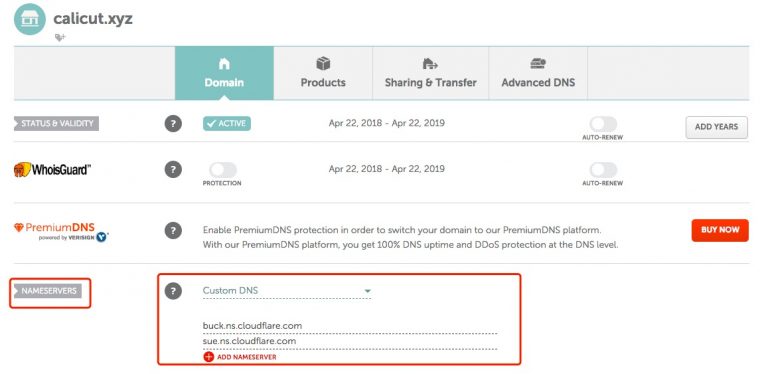 calicut.xyz
Domain
Products
Sharing & Transfer
Advanced DNS
STATUS & VALIDITY
?
ACTIVE
Apr 22, 2018 - Apr 22, 2019
AUTO-RENEW
ADD YEARS
WhoisGuard™
?
PROTECTION
Apr 22, 2018 - Apr 22, 2019
AUTO-RENEW
PremiumDNS
powered by VERISIGN
?
Enable PremiumDNS protection in order to switch your domain to our PremiumDNS platform.
With our PremiumDNS platform, you get 100% DNS uptime and DDoS protection at the DNS level.
BUY NOW
NAMESERVERS
?
Custom DNS
buck.ns.cloudflare.com
sue.ns.cloudflare.com
ADD NAMESERVER